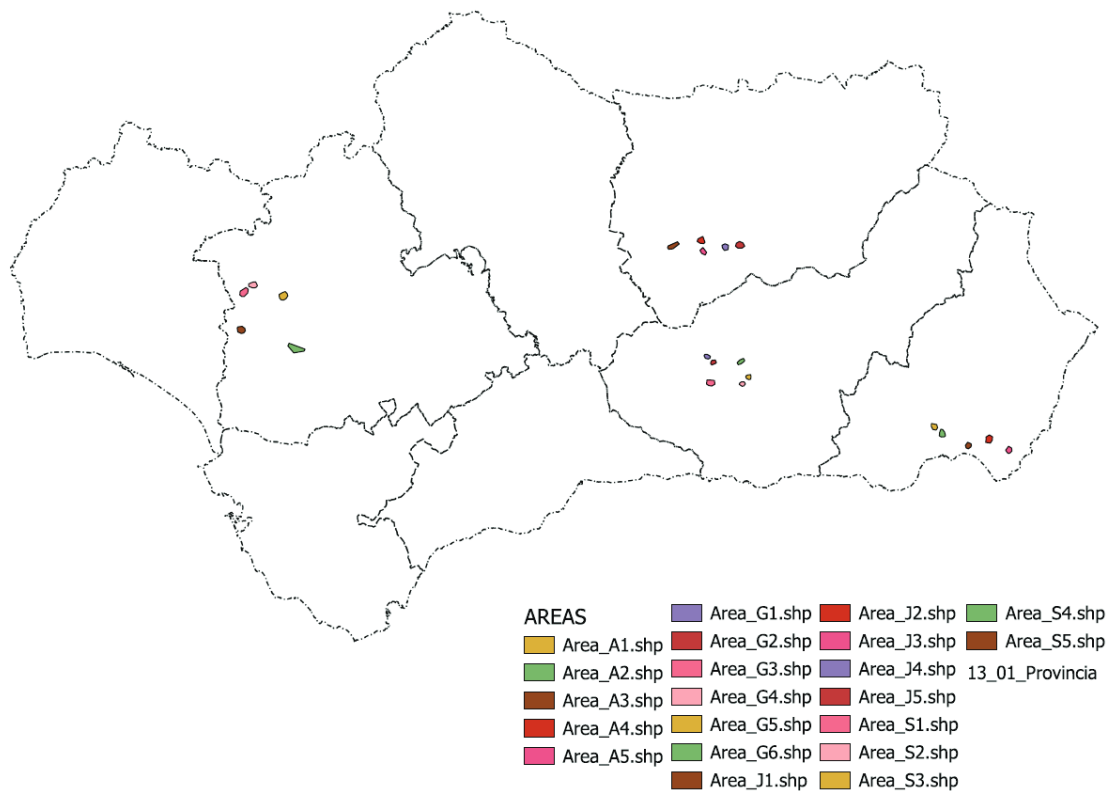 AREAS
Area_A1.shp
Area_A2.shp
Area_A3.shp
Area_A4.shp
Area_A5.shp
Area_G1.shp
Area_G2.shp
Area_G3.shp
Area_G4.shp
Area_G5.shp
Area_G6.shp
Area_J1.shp
Area_J2.shp
Area_J3.shp
Area_J4.shp
Area_J5.shp
Area_S1.shp
Area_S2.shp
Area_S3.shp
Area_S4.shp
Area_S5.shp
13_01_Provincia